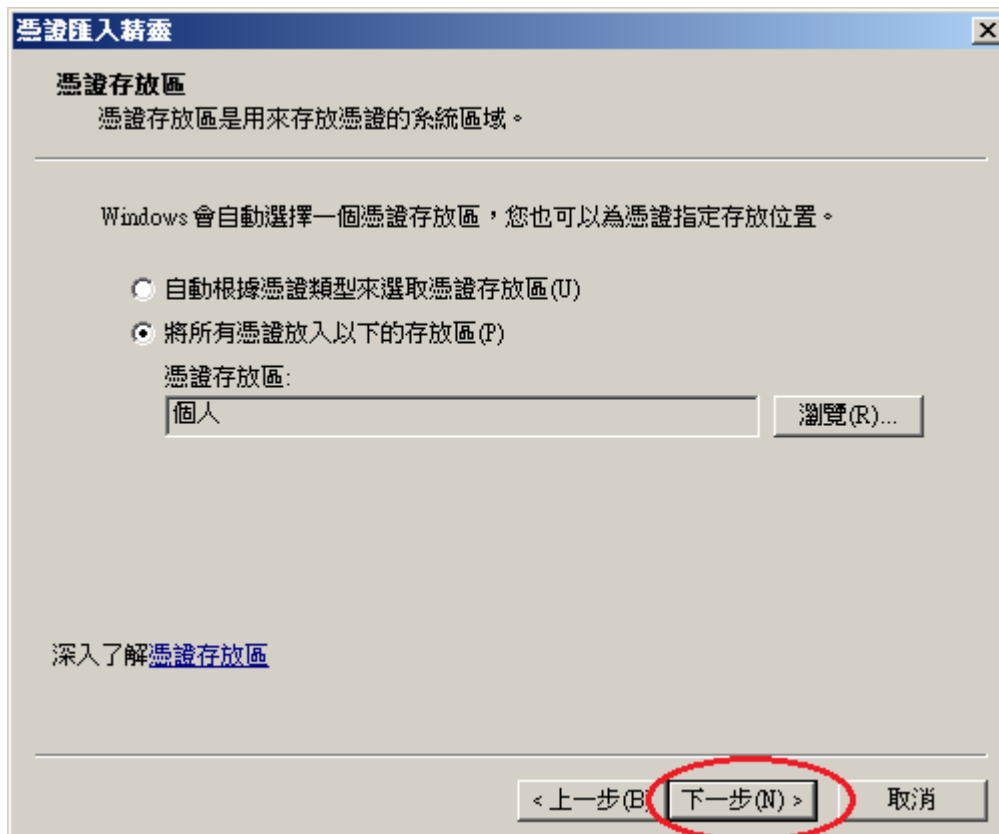 憑證匯入精靈
憑證存放區
憑證存放區是用來存放憑證的系統區域。
Windows 會自動選擇一個憑證存放區，您也可以為憑證指定存放位置。
自動根據憑證類型來選取憑證存放區(U)
將所有憑證放入以下的存放區(P)
憑證存放區:
個人
瀏覽(R)...
深入了解憑證存放區
< 上一步(B)
下一步(N) >
取消